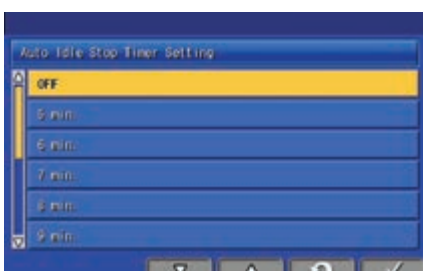 Auto Idle Stop Timer Setting
OFF
5 min.
6 min.
7 min.
8 min.
9 min.